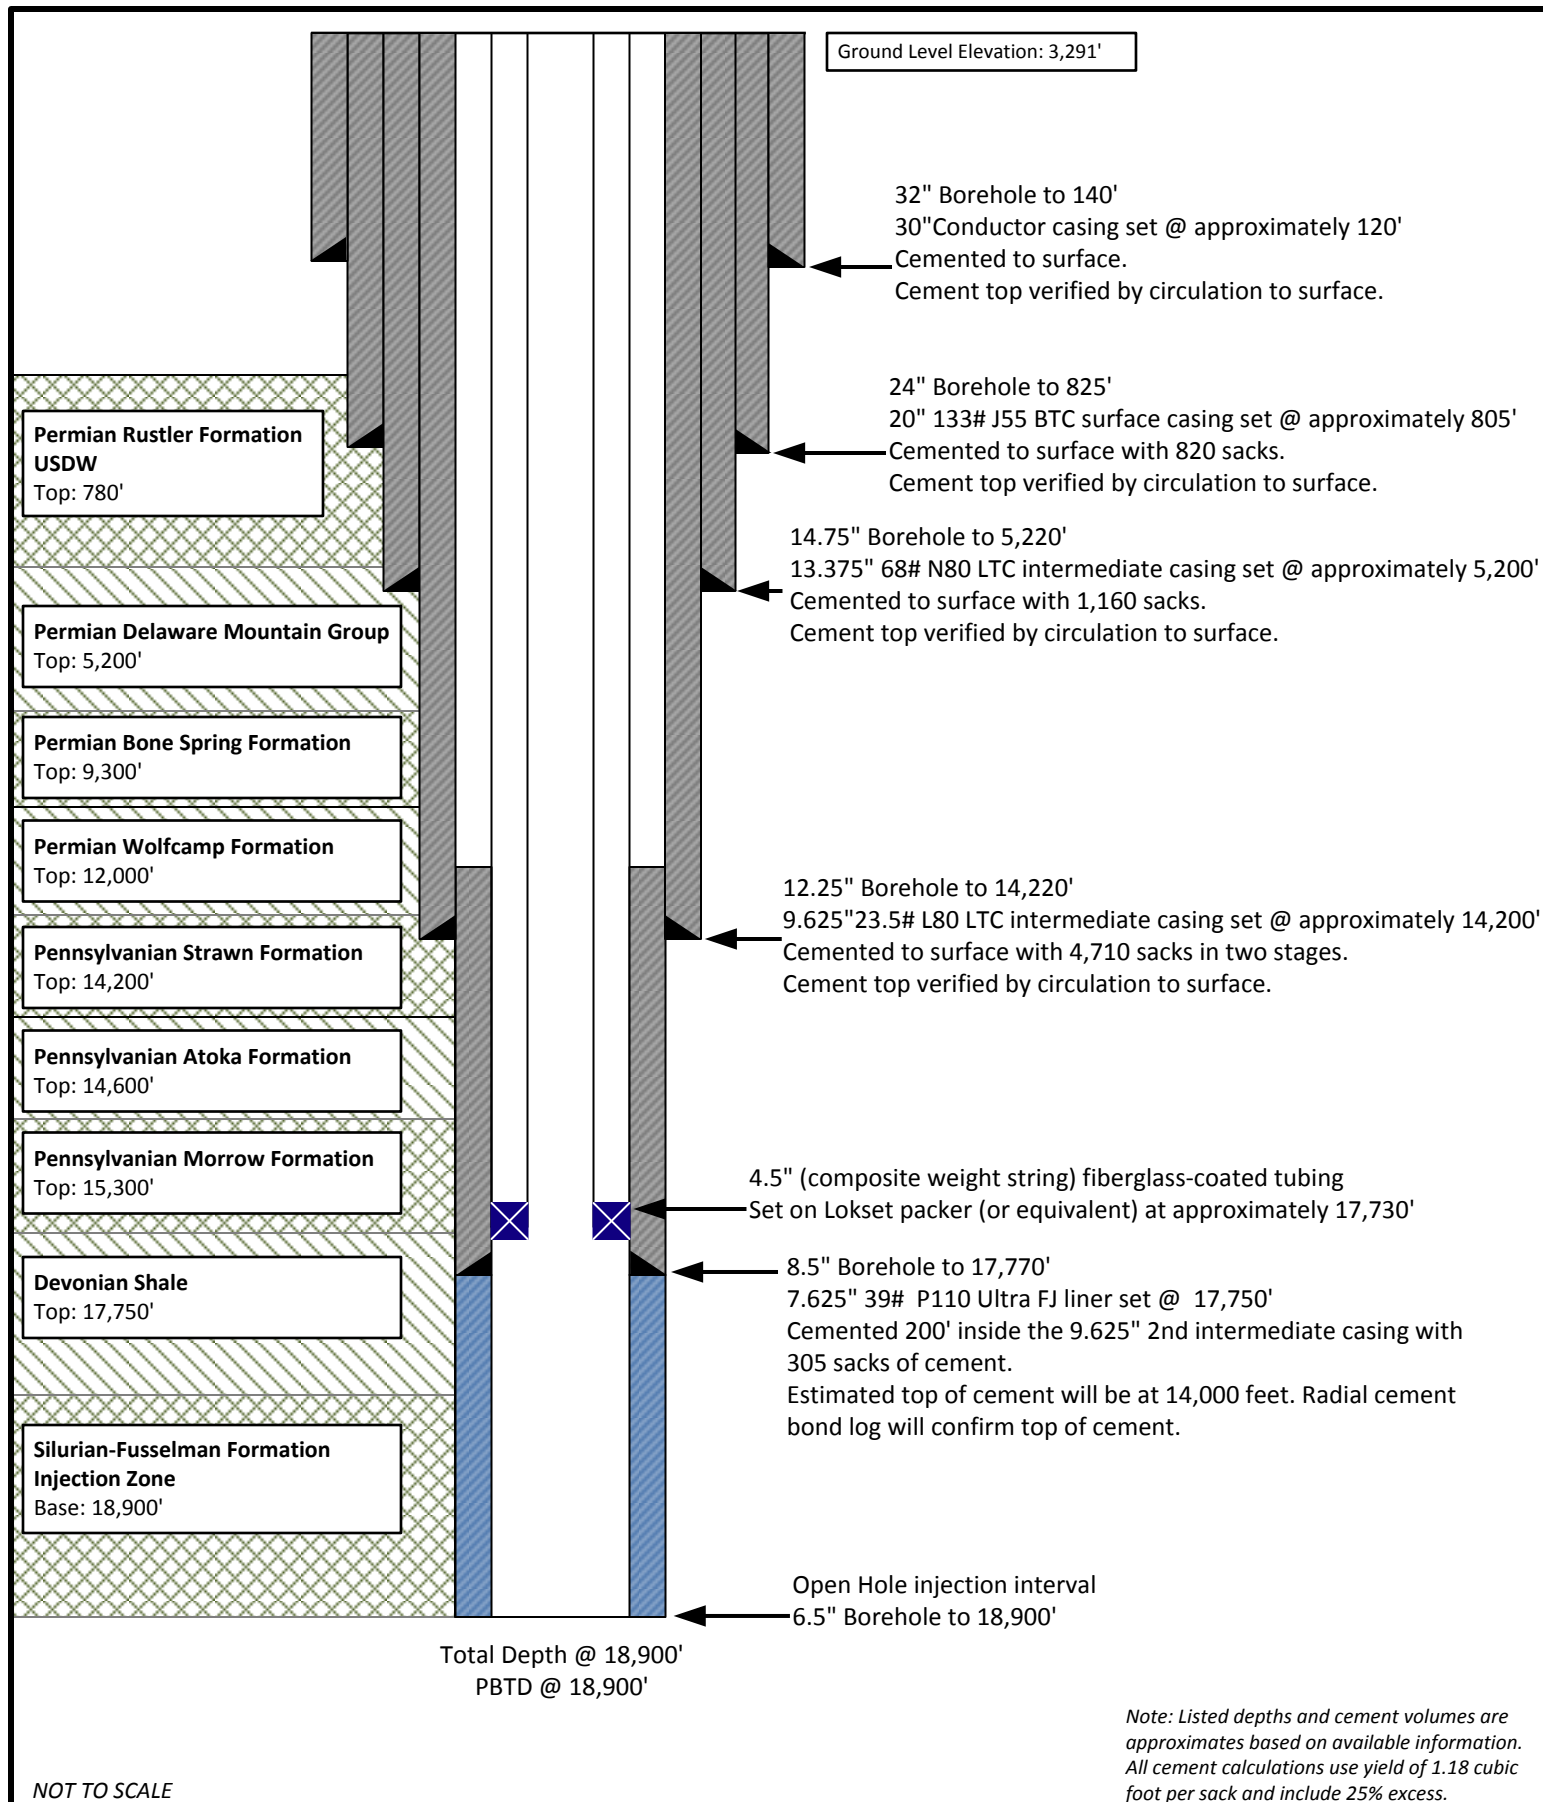 Ground Level Elevation: 3,291'
32" Borehole to 140'
30"Conductor casing set @ approximately 120'
Cemented to surface.
Cement top verified by circulation to surface.
24" Borehole to 825'
20" 133# J55 BTC surface casing set @ approximately 805'
Cemented to surface with 820 sacks.
Cement top verified by circulation to surface.
Permian Rustler Formation
USDW
Top: 780'
14.75" Borehole to 5,220'
13.375" 68# N80 LTC intermediate casing set @ approximately 5,200'
Cemented to surface with 1,160 sacks.
Cement top verified by circulation to surface.
Permian Delaware Mountain Group
Top: 5,200'
Permian Bone Spring Formation
Top: 9,300'
Permian Wolfcamp Formation
Top: 12,000'
12.25" Borehole to 14,220'
9.625"23.5# L80 LTC intermediate casing set @ approximately 14,200'
Cemented to surface with 4,710 sacks in two stages.
Cement top verified by circulation to surface.
Pennsylvanian Strawn Formation
Top: 14,200'
Pennsylvanian Atoka Formation
Top: 14,600'
Pennsylvanian Morrow Formation
Top: 15,300'
4.5" (composite weight string) fiberglass-coated tubing
Set on Lokset packer (or equivalent) at approximately 17,730'
Devonian Shale
Top: 17,750'
8.5" Borehole to 17,770'
7.625" 39# P110 Ultra FJ liner set @ 17,750'
Cemented 200' inside the 9.625" 2nd intermediate casing with
305 sacks of cement.
Estimated top of cement will be at 14,000 feet. Radial cement
bond log will confirm top of cement.
Silurian-Fusselman Formation
Injection Zone
Base: 18,900'
Open Hole injection interval
6.5" Borehole to 18,900'
Total Depth @ 18,900'
PBTD @ 18,900'
Note: Listed depths and cement volumes are
approximates based on available information.
All cement calculations use yield of 1.18 cubic
foot per sack and include 25% excess.
NOT TO SCALE